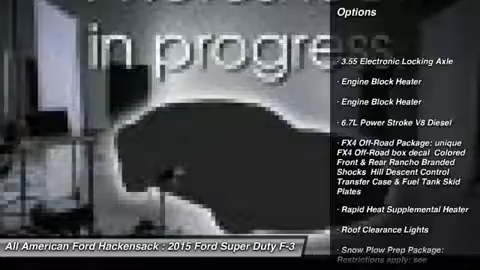 in progress
Options
· 3.55 Electronic Locking Axle
· Engine Block Heater
· Engine Block Heater
· 6.7L Power Stroke V8 Diesel
· FX4 Off-Road Package: unique
FX4 Off-Road box decal  Colored
Front & Rear Rancho Branded
Shocks  Hill Descent Control
Transfer Case & Fuel Tank Skid
Plates
· Rapid Heat Supplemental Heater
· Roof Clearance Lights
· Snow Plow Prep Package:
Restrictions apply; see
All American Ford Hackensack : 2015 Ford Super Duty F-3